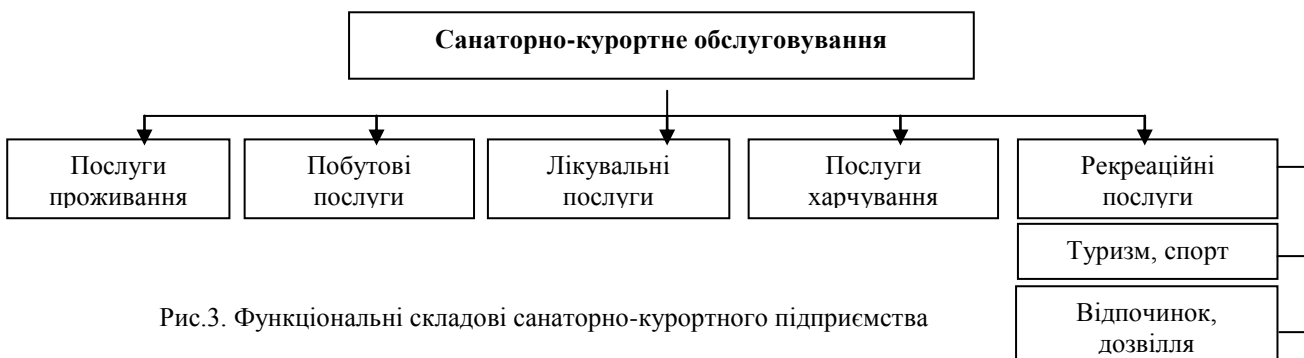 Санаторно-курортне обслуговування
Послуги
проживання
Побутові
послуги
Лікувальні
послуги
Послуги
харчування
Рекреаційні
послуги
Туризм, спорт
Відпочинок,
дозвілля
Рис.3. Функціональні складові санаторно-курортного підприємства